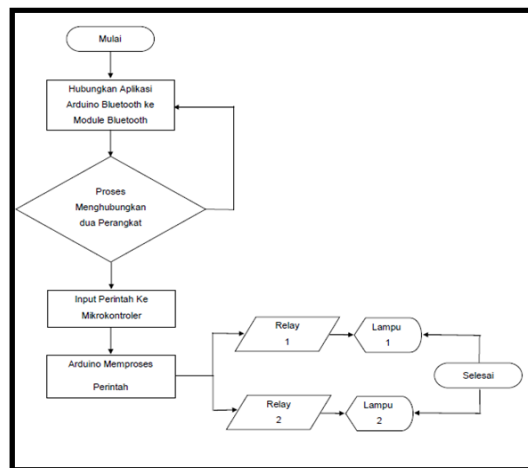 Mulai
Hubungkan Aplikasi
Arduino Bluetooth ke
Module Bluetooth
Proses
Menghubungkan
dua Perangkat
Input Perintah Ke
Mikrokontroler
Arduino Memproses
Perintah
Relay
1
Lampu
1
Relay
2
Lampu
2
Selesai